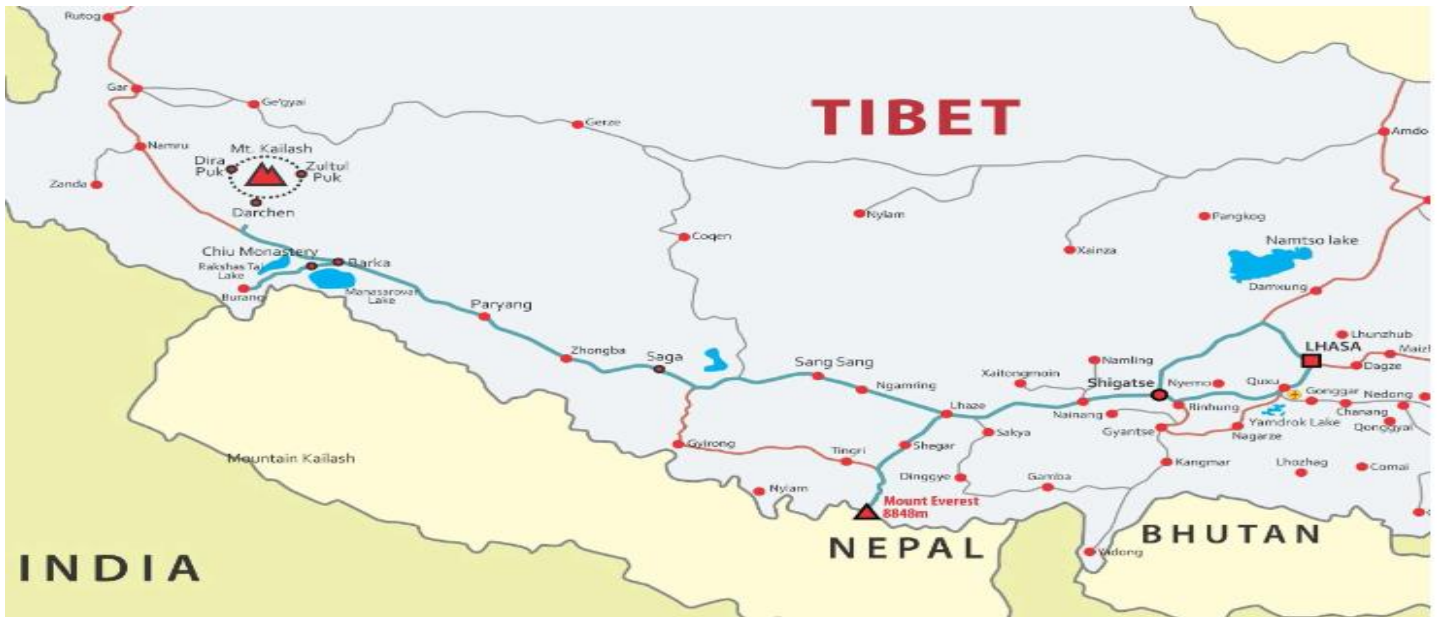 Rutog
Gar
Ge'gyai
Gerze
TIBET
Amdo
Namru
Mt. Kailash
Dira
Puk
Zultul
Puk
Zanda
Darchen
Nylam
Pangkog
Coqen
Xainza
Namtso lake
Chiu Monastery
Barka
Rakshas Tal
Lake
Burang
Manasarovar
Lake
Damxung
Paryang
Lhunzhub
LHASA
Zhongba
Saga
Sang Sang
Namling
Dagze
Xaitongmoin
Shigatse
Nyemo
Quxu
Ngamring
Gonggar
Nedong
Lhaze
Nainang
Rinhung
Chanang
Yamdrok Lake
Qonggyai
Gyantse
Nagarze
Sakya
Gyirong
Shegar
Tingri
Mountain Kailash
Kangmar
Lhozhag
Comai
Dinggye
Gamba
Nylam
Mount Everest
8848m
NEPAL
BHUTAN
Yadong
INDIA